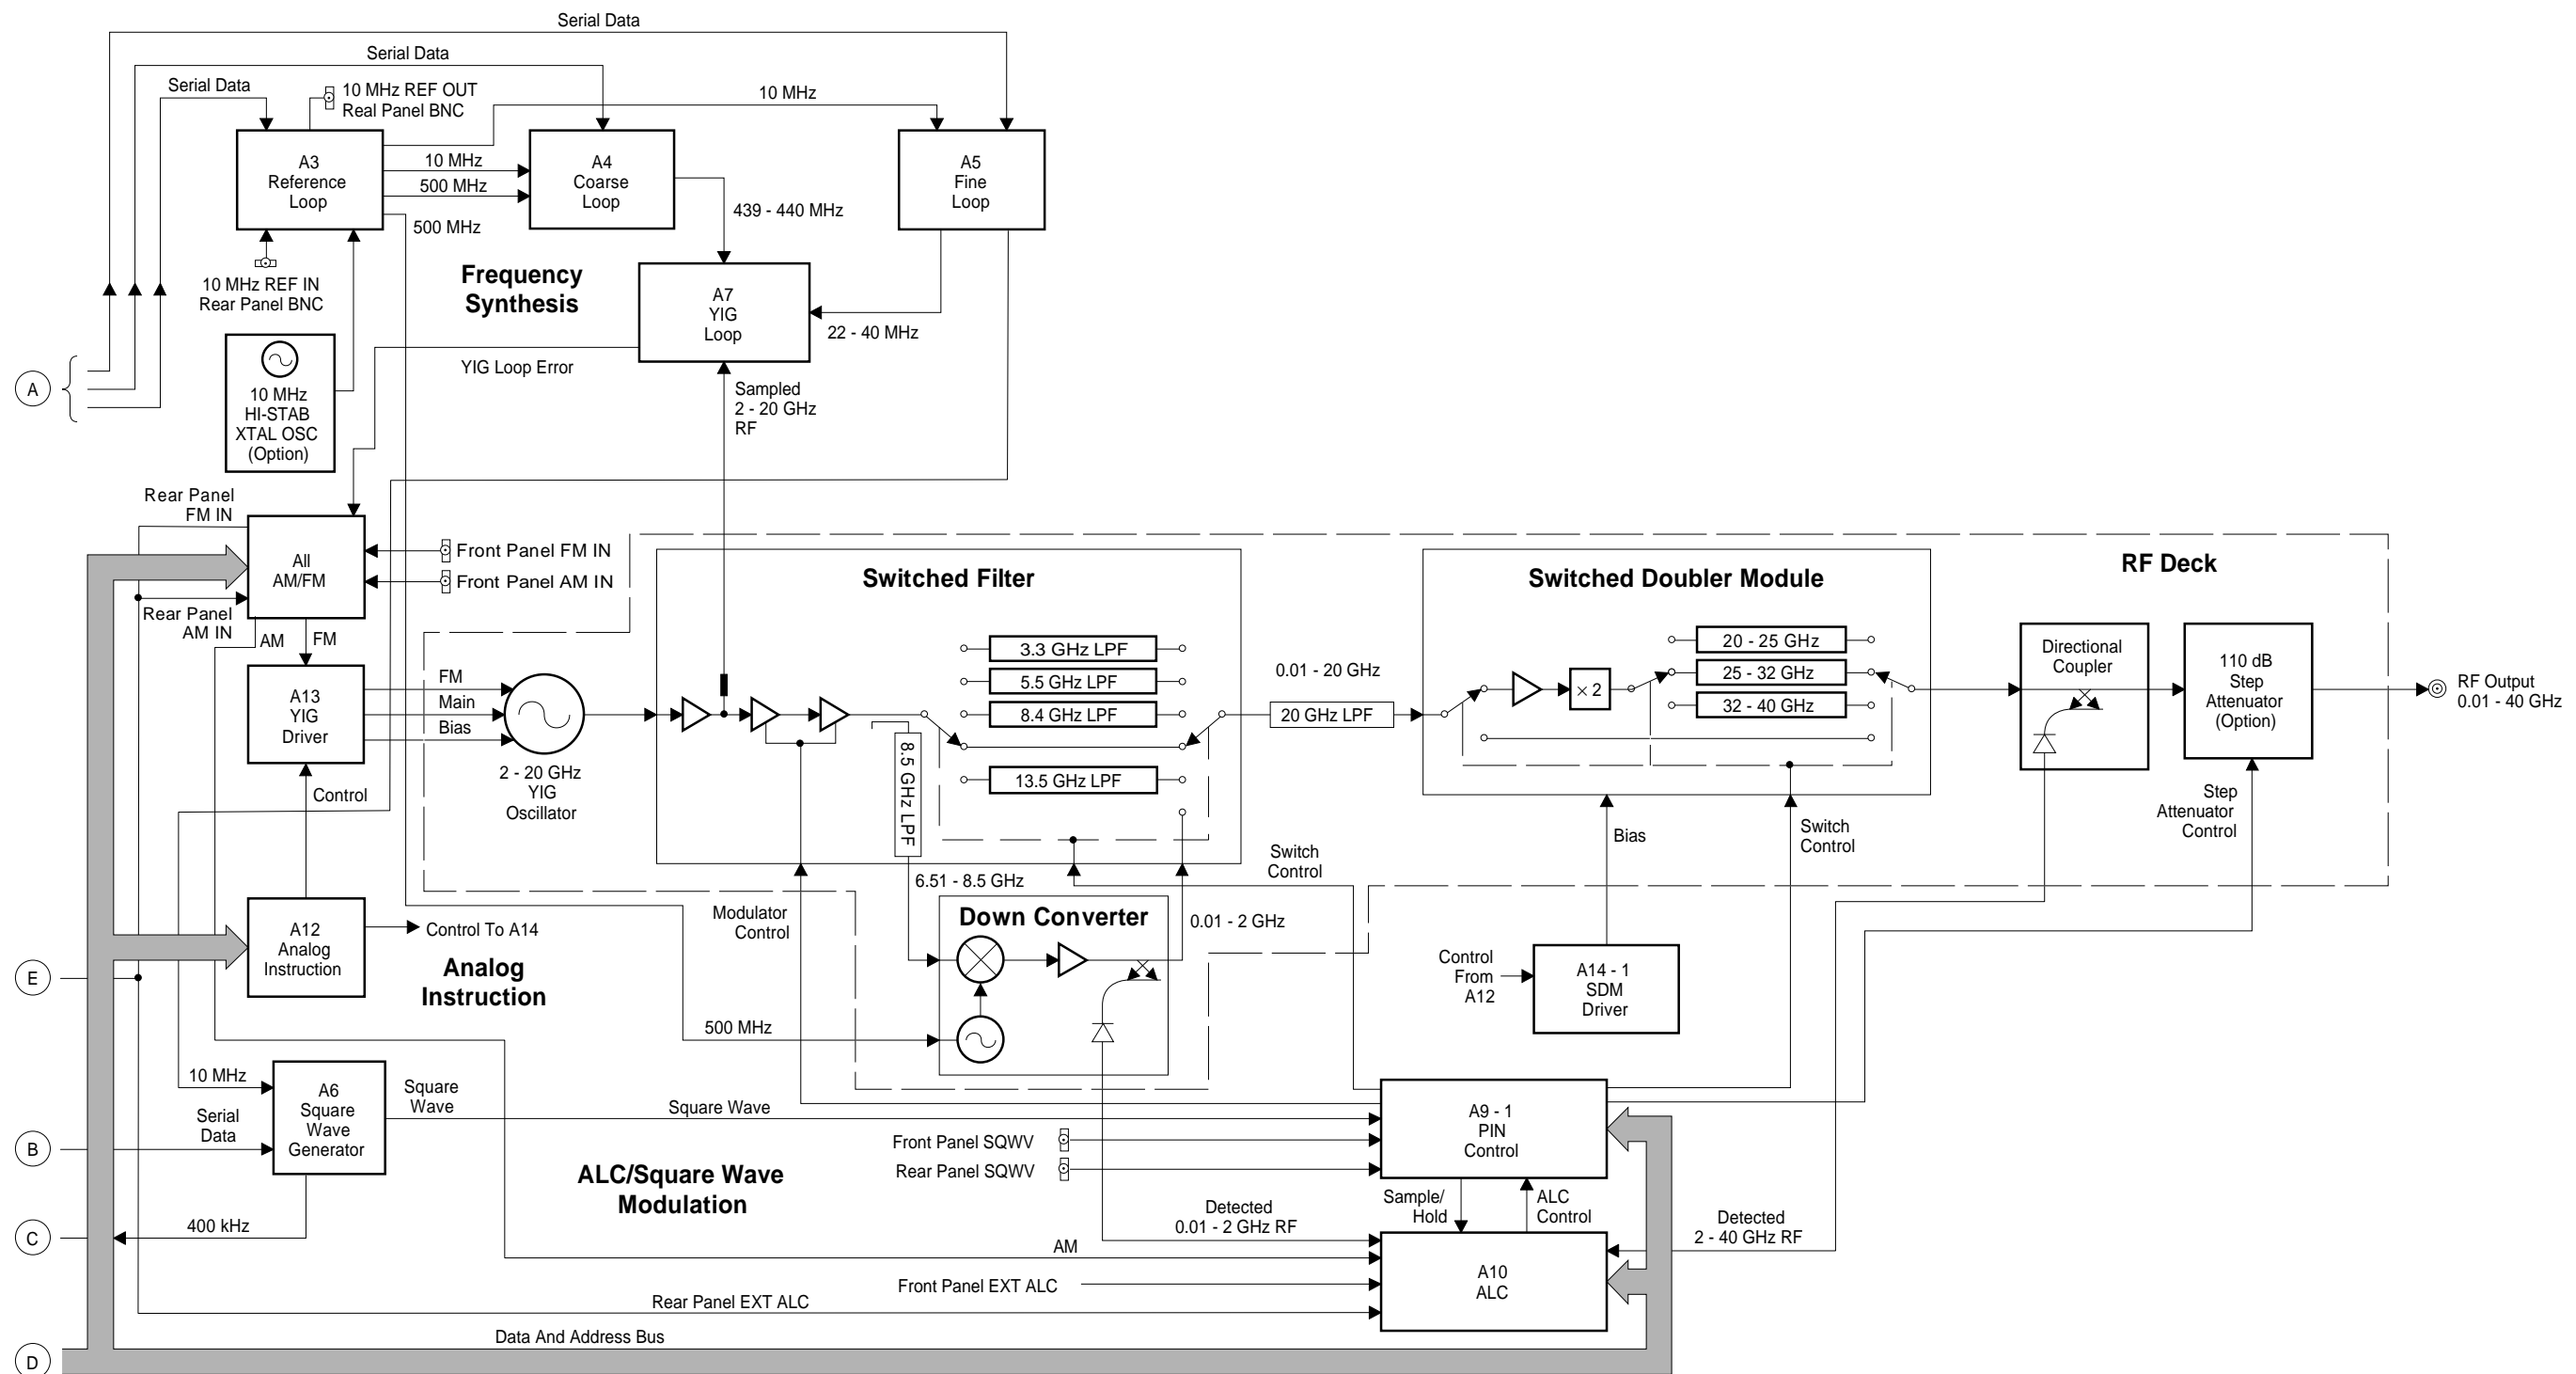 Serial Data
Serial Data
Serial Data
10 MHz REF OUT
Real Panel BNC
10 MHz
A3
Reference
Loop
10 MHz
500 MHz
A4
Coarse
Loop
A5
Fine
Loop
500 MHz
439 - 440 MHz
10 MHz REF IN
Rear Panel BNC
Frequency
Synthesis
A7
YIG
Loop
22 - 40 MHz
YIG Loop Error
A
10 MHz
HI-STAB
XTAL OSC
(Option)
Sampled
2 - 20 GHz
RF
Rear Panel
FM IN
All
AM/FM
Front Panel FM IN
Front Panel AM IN
Rear Panel
AM IN
AM
FM
Switched Filter
Switched Doubler Module
RF Deck
A13
YIG
Driver
FM
Main
Bias
2 - 20 GHz
YIG
Oscillator
3.3 GHz LPF
5.5 GHz LPF
8.4 GHz LPF
13.5 GHz LPF
8.5 GHz LPF
0.01 - 20 GHz
20 GHz LPF
× 2
20 - 25 GHz
25 - 32 GHz
32 - 40 GHz
Directional
Coupler
110 dB
Step
Attenuator
(Option)
RF Output
0.01 - 40 GHz
Control
Step
Attenuator
Control
Bias
Switch
Control
Switch
Control
6.51 - 8.5 GHz
A12
Analog
Instruction
Control To A14
Analog
Instruction
Modulator
Control
Down Converter
0.01 - 2 GHz
E
Control
From
A12
A14 - 1
SDM
Driver
500 MHz
10 MHz
Serial
Data
A6
Square
Wave
Generator
Square
Wave
Square Wave
A9 - 1
PIN
Control
Front Panel SQWV
Rear Panel SQWV
B
ALC/Square Wave
Modulation
Sample/
Hold
ALC
Control
C
400 kHz
Detected
0.01 - 2 GHz RF
Detected
2 - 40 GHz RF
AM
A10
ALC
Front Panel EXT ALC
Rear Panel EXT ALC
Data And Address Bus
D